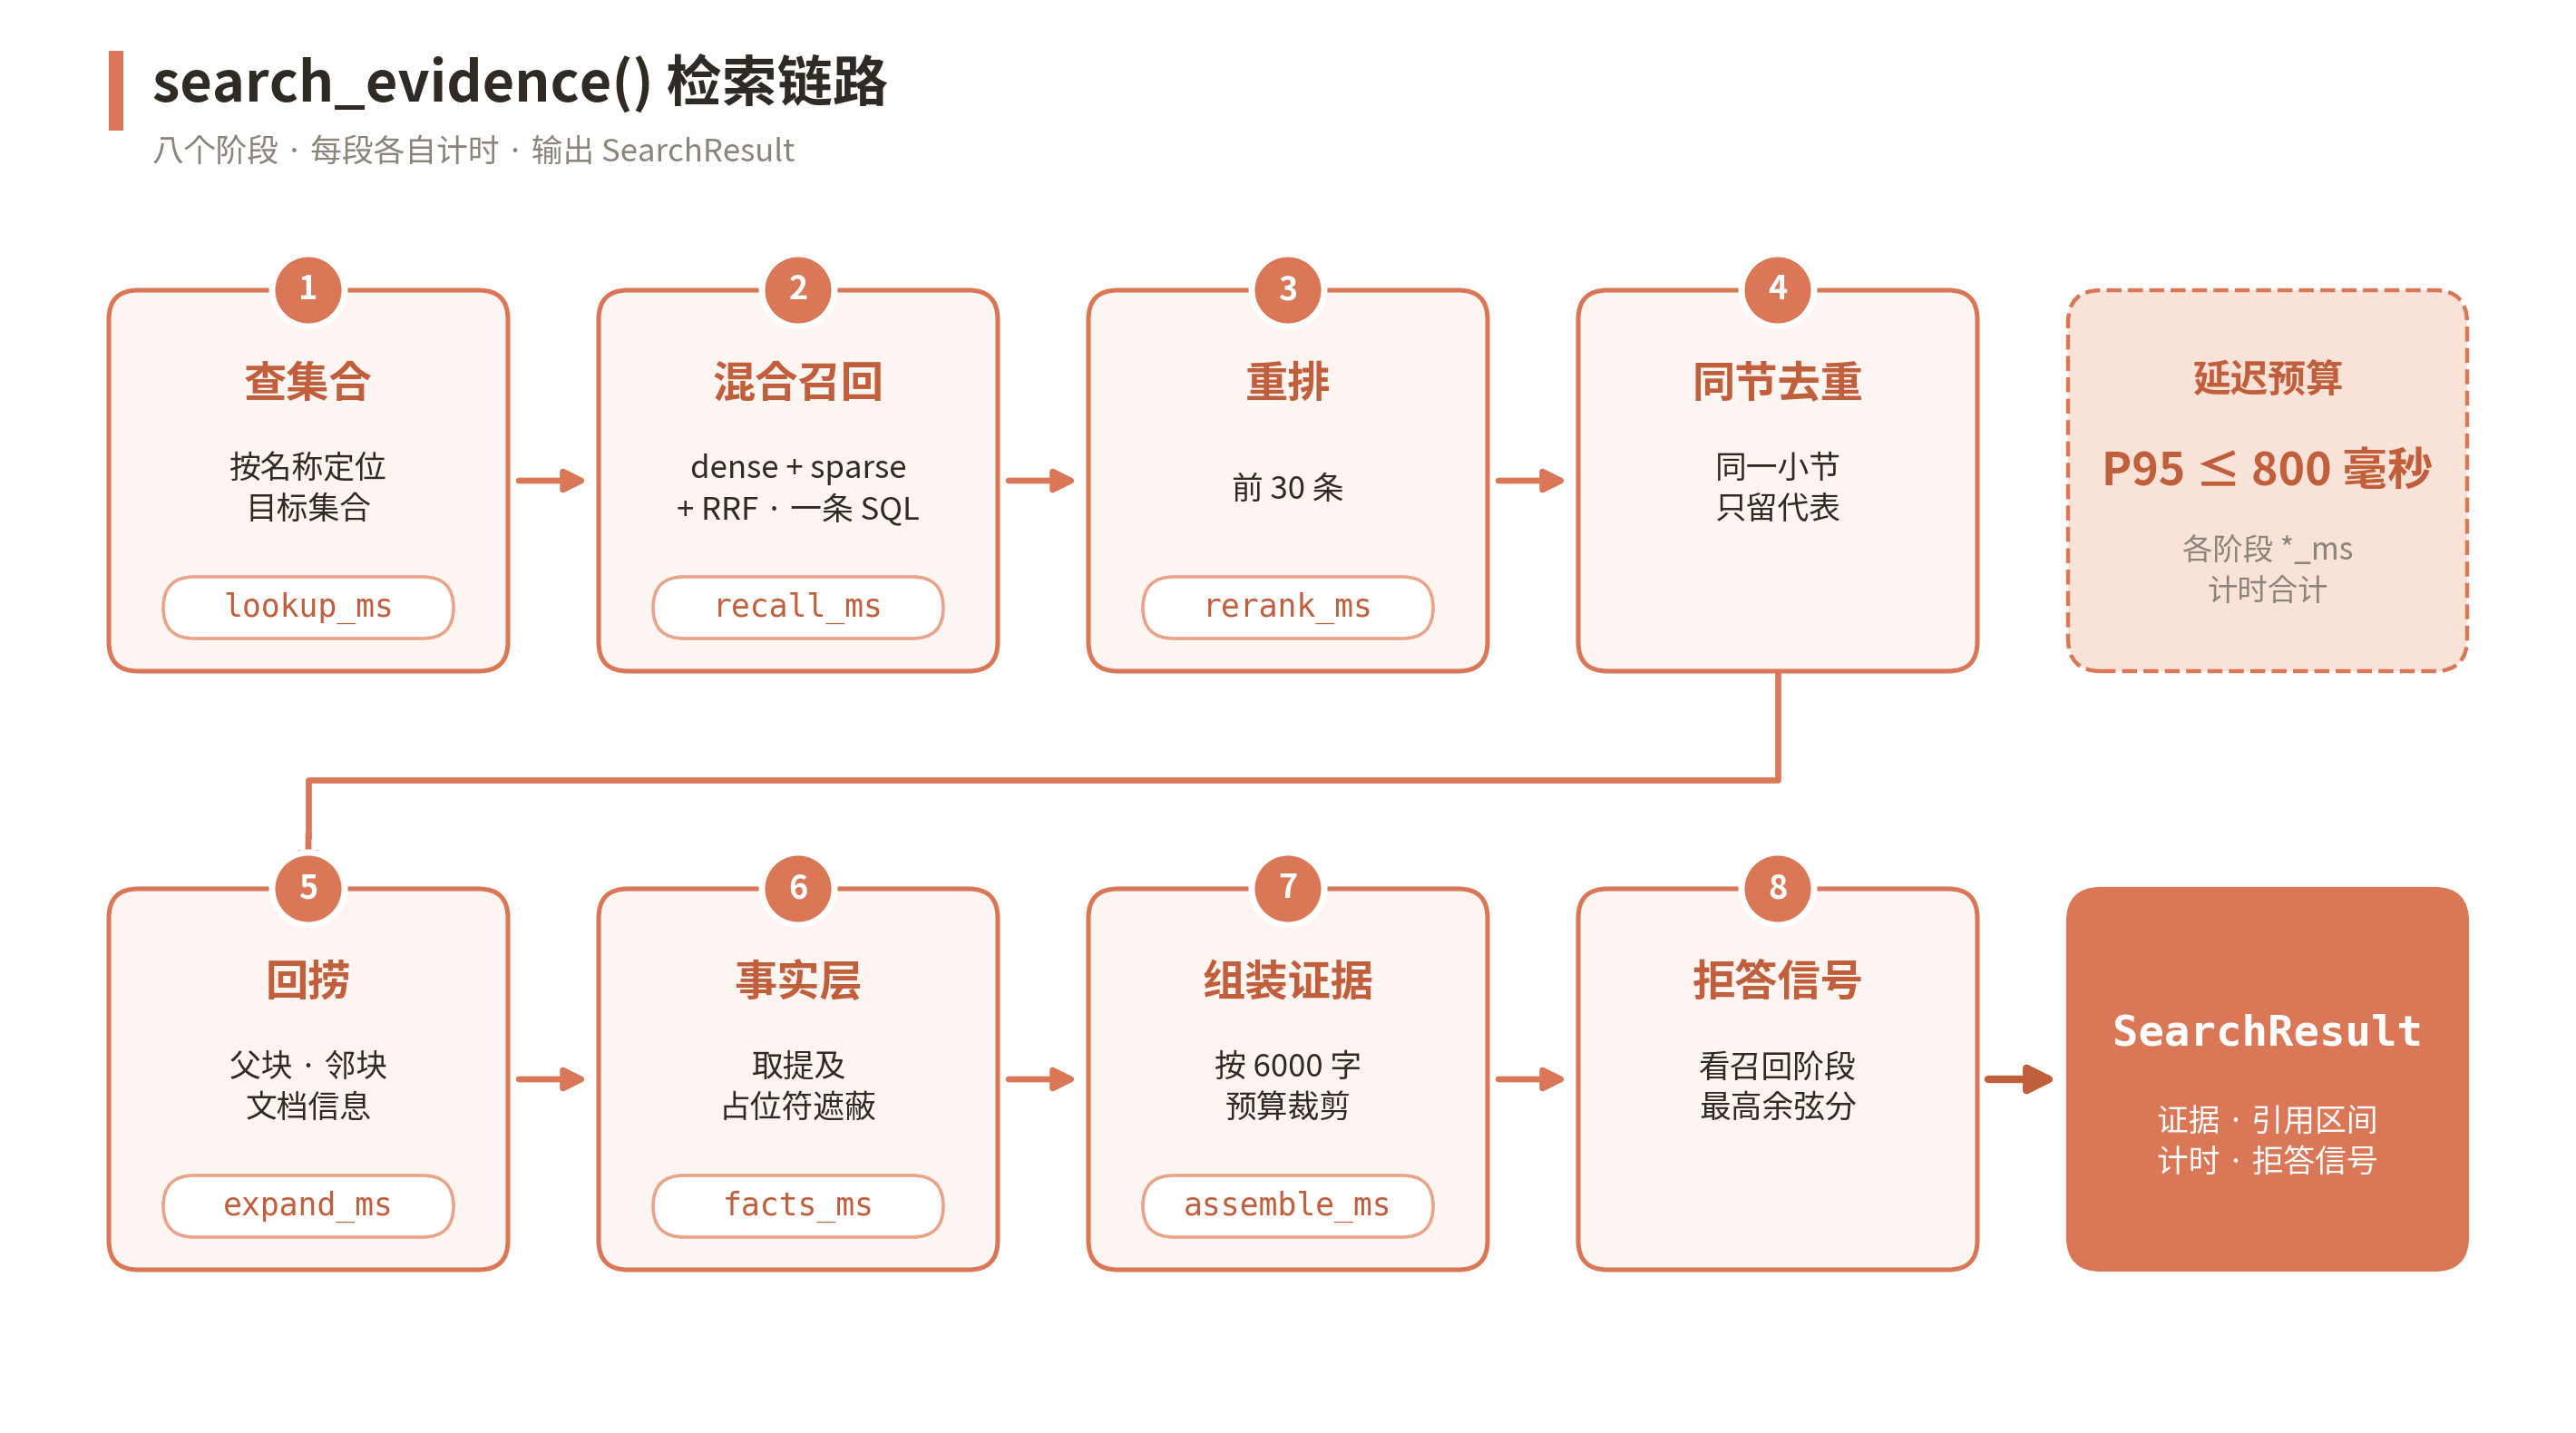 search_evidence() 检索链路
八个阶段 · 每段各自计时 · 输出 SearchResult
1
查集合
按名称定位
目标集合
lookup_ms
2
混合召回
dense + sparse
+ RRF · 一条 SQL
recall_ms
3
重排
前 30 条
rerank_ms
4
同节去重
同一小节
只留代表
延迟预算
P95 ≤ 800 毫秒
各阶段 *_ms
计时合计
5
回捞
父块 · 邻块
文档信息
expand_ms
6
事实层
取提及
占位符遮蔽
facts_ms
7
组装证据
按 6000 字
预算裁剪
assemble_ms
8
拒答信号
看召回阶段
最高余弦分
SearchResult
证据 · 引用区间
计时 · 拒答信号